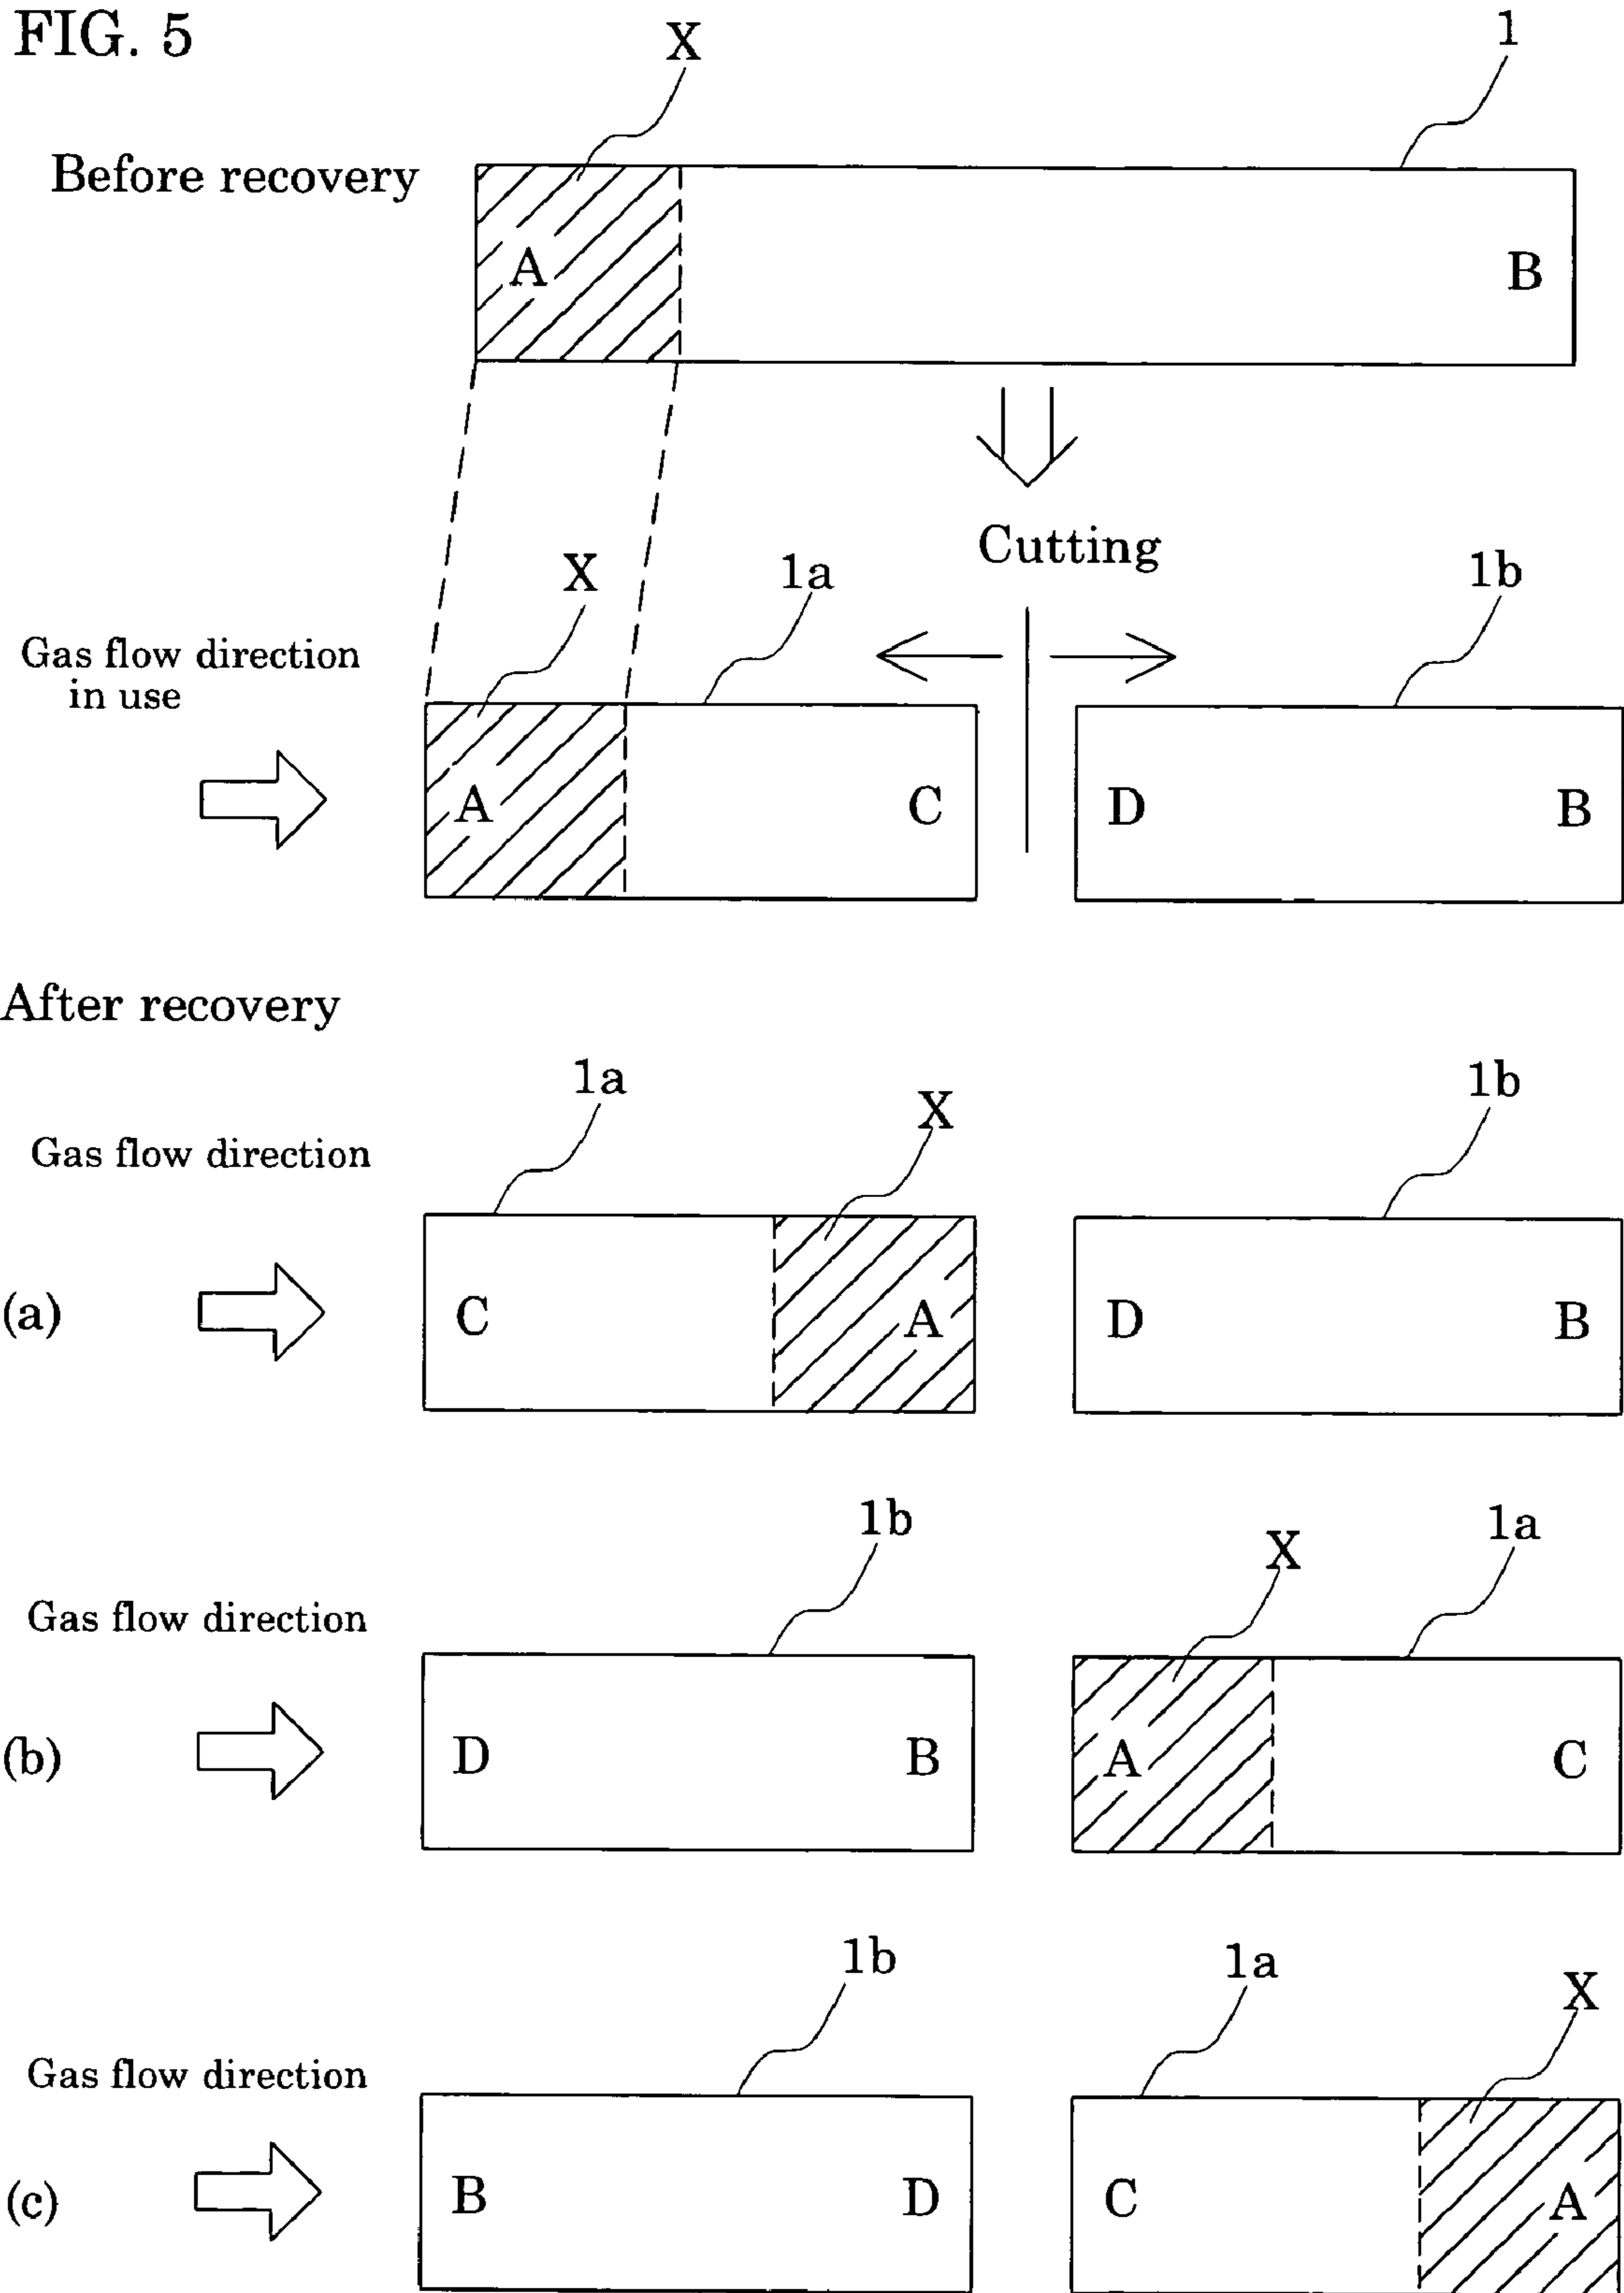 FIG. 5
X
1
Before recovery
A
B
Cutting
X
1a
1b
Gas flow direction
in use
A
C
D
B
After recovery
1a
X
1b
Gas flow direction
(a)
C
A
D
B
1b
X
1a
Gas flow direction
(b)
D
B
A
C
1b
1a
X
Gas flow direction
(c)
B
D
C
A